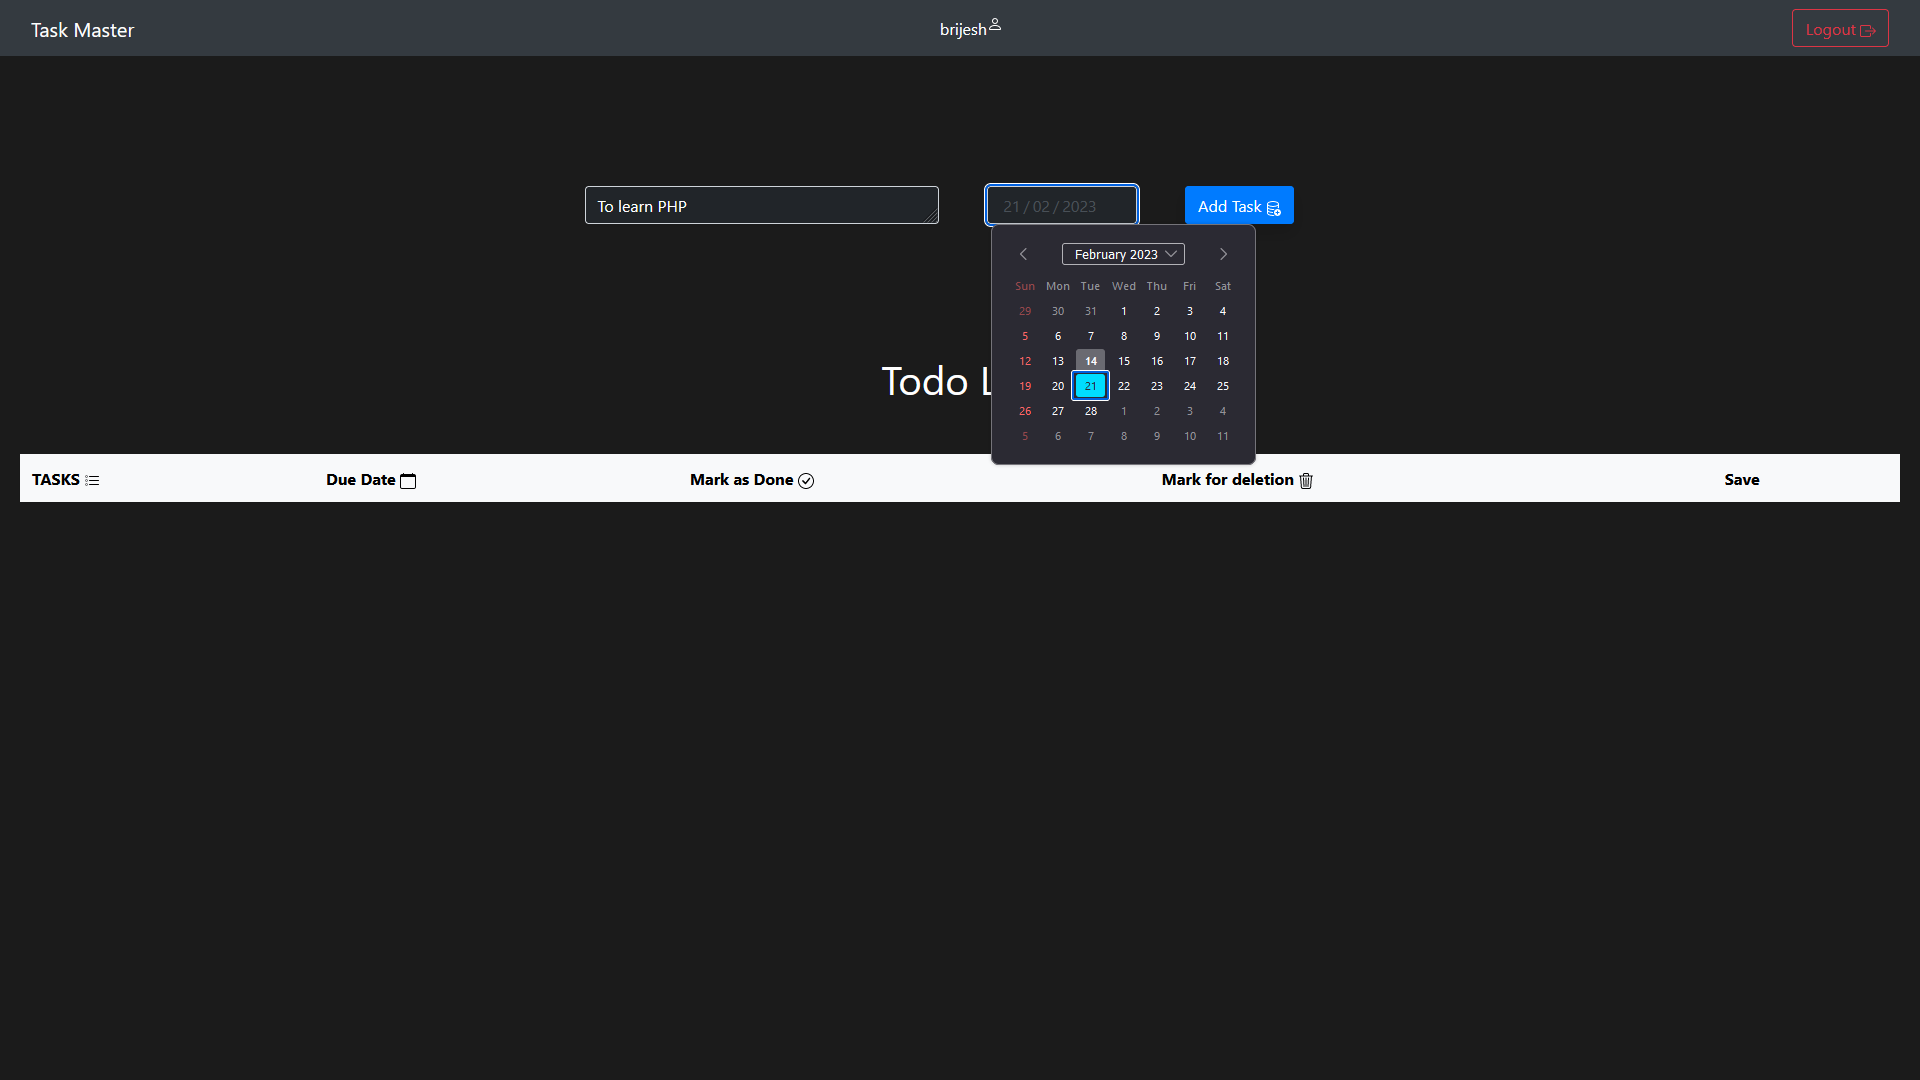 Task Master
brijesh
Logout
To learn PHP
21 / 02 / 2023
Add Task
February 2023
Sun Mon Tue Wed Thu Fri Sat
29 30 31 1 2 3 4
5 6 7 8 9 10 11
12 13 14 15 16 17 18
19 20 21 22 23 24 25
26 27 28 1 2 3 4
5 6 7 8 9 10 11
Todo L
TASKS Due Date Mark as Done Mark for deletion Save